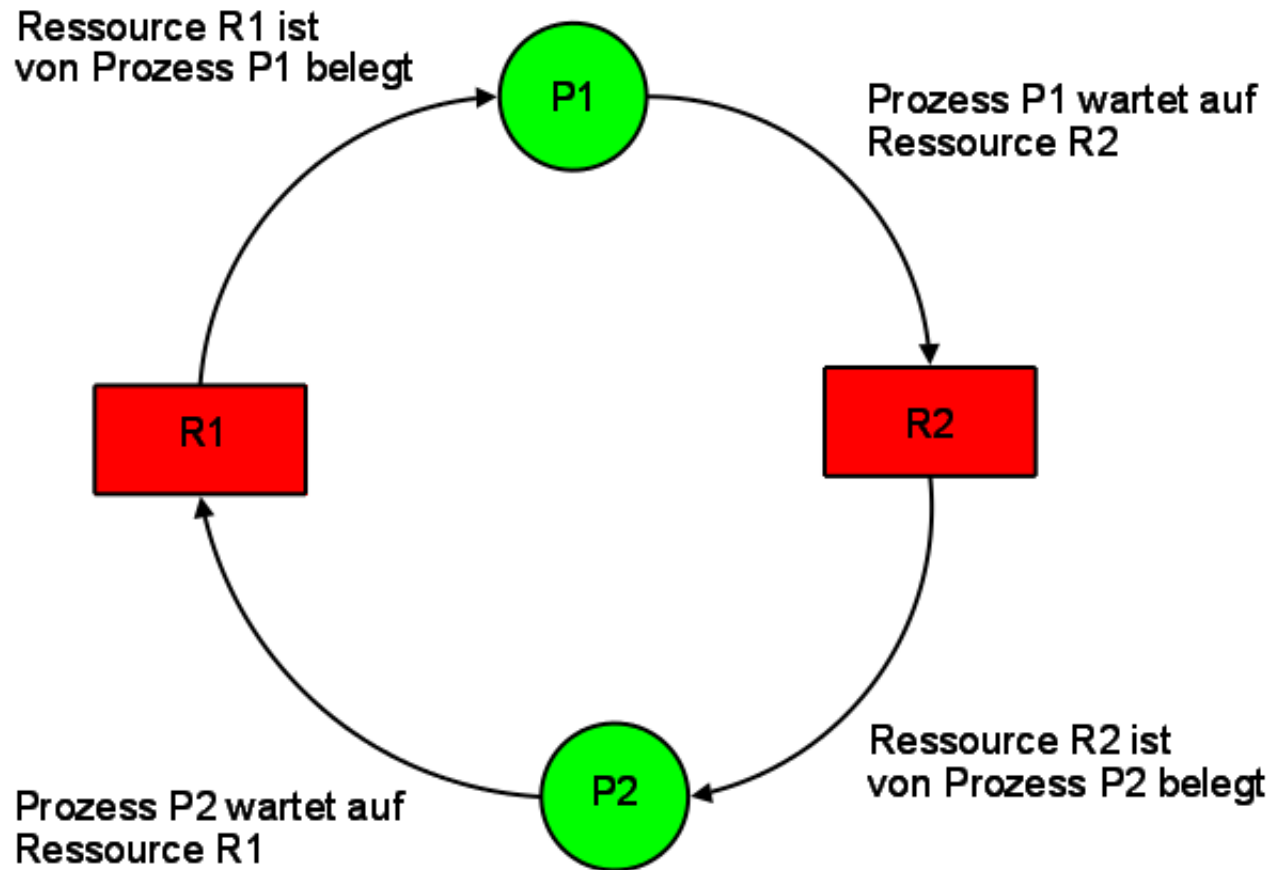 Ressource R1 ist
von Prozess P1 belegt
P1
Prozess P1 wartet auf
Ressource R2
R1
R2
Ressource R2 ist
von Prozess P2 belegt
P2
Prozess P2 wartet auf
Ressource R1